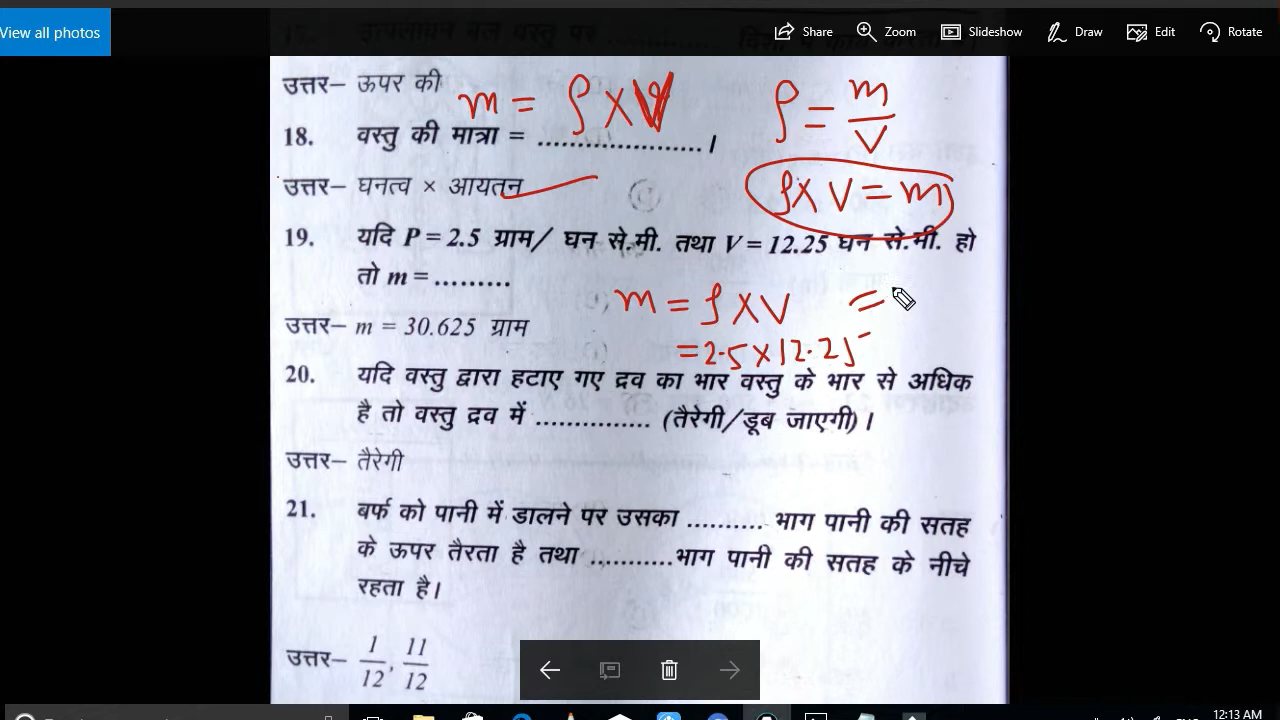 View all photos
Share Zoom Slideshow Draw Edit Rotate
उत्तर– ऊपर की
m = ρ X V
ρ = m/V
18. वस्तु की मात्रा = ..................... ।
उत्तर– घनत्व × आयतन
ρX V = m
19. यदि P = 2.5 ग्राम/ घन से.मी. तथा V = 12.25 घन से.मी. हो
तो m = .........
m = ρ X V =
उत्तर– m = 30.625 ग्राम
= 2.5 X 12.25
20. यदि वस्तु द्वारा हटाए गए द्रव का भार वस्तु के भार से अधिक
है तो वस्तु द्रव में ............... (तैरेगी/डूब जाएगी) ।
उत्तर– तैरेगी
21. बर्फ को पानी में डालने पर उसका .......... भाग पानी की सतह
के ऊपर तैरता है तथा ...........भाग पानी की सतह के नीचे
रहता है।
उत्तर– 1/12, 11/12
12:13 AM